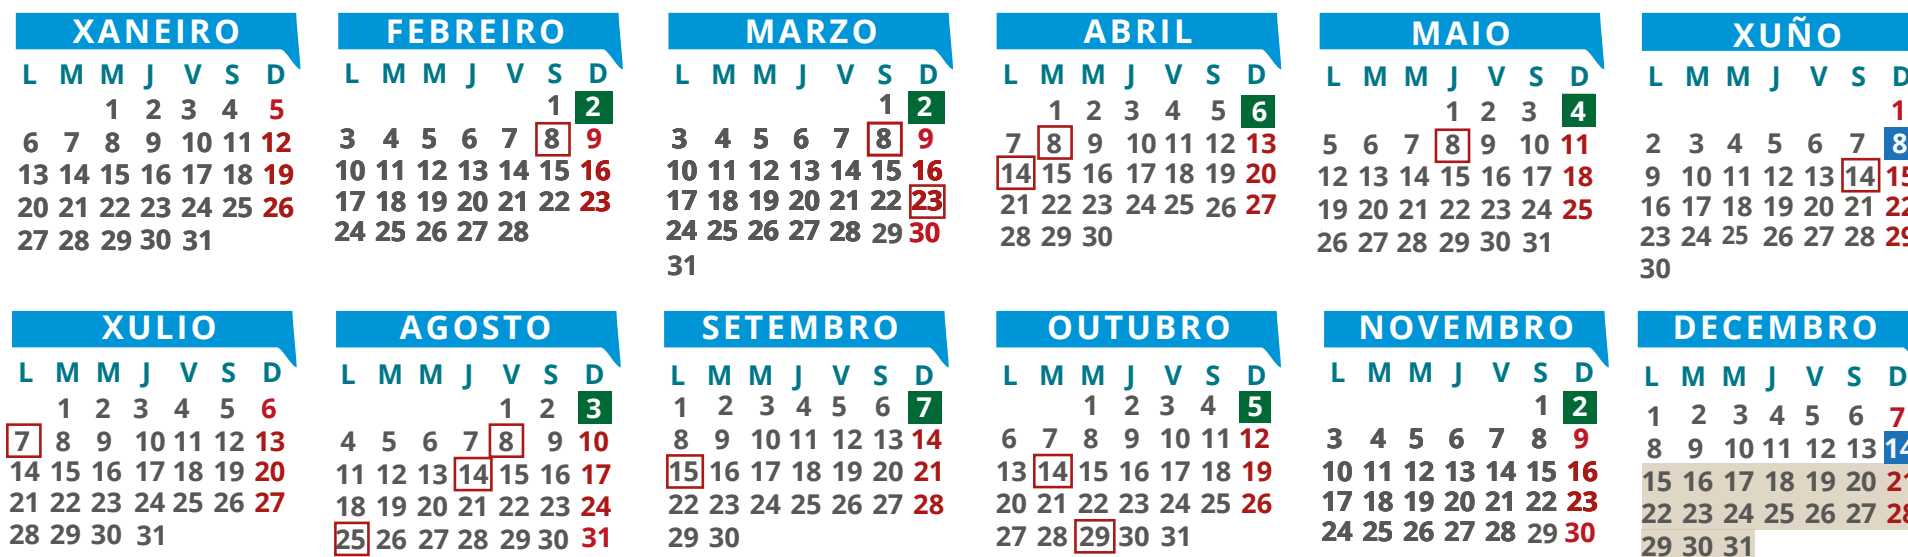 XANEIRO
L M M J V S D
1 2 3 4 5
6 7 8 9 10 11 12
13 14 15 16 17 18 19
20 21 22 23 24 25 26
27 28 29 30 31
FEBREIRO
L M M J V S D
1 2
3 4 5 6 7 8 9
10 11 12 13 14 15 16
17 18 19 20 21 22 23
24 25 26 27 28
MARZO
L M M J V S D
1 2
3 4 5 6 7 8 9
10 11 12 13 14 15 16
17 18 19 20 21 22 23
24 25 26 27 28 29 30
31
ABRIL
L M M J V S D
1 2 3 4 5 6
7 8 9 10 11 12 13
14 15 16 17 18 19 20
21 22 23 24 25 26 27
28 29 30
MAIO
L M M J V S D
1 2 3 4
5 6 7 8 9 10 11
12 13 14 15 16 17 18
19 20 21 22 23 24 25
26 27 28 29 30 31
XUÑO
L M M J V S D
1
2 3 4 5 6 7 8
9 10 11 12 13 14 15
16 17 18 19 20 21 22
23 24 25 26 27 28 29
30
XULIO
L M M J V S D
1 2 3 4 5 6
7 8 9 10 11 12 13
14 15 16 17 18 19 20
21 22 23 24 25 26 27
28 29 30 31
AGOSTO
L M M J V S D
1 2 3
4 5 6 7 8 9 10
11 12 13 14 15 16 17
18 19 20 21 22 23 24
25 26 27 28 29 30 31
SETEMBRO
L M M J V S D
1 2 3 4 5 6 7
8 9 10 11 12 13 14
15 16 17 18 19 20 21
22 23 24 25 26 27 28
29 30
OUTUBRO
L M M J V S D
1 2 3 4 5
6 7 8 9 10 11 12
13 14 15 16 17 18 19
20 21 22 23 24 25 26
27 28 29 30 31
NOVEMBRO
L M M J V S D
1 2
3 4 5 6 7 8 9
10 11 12 13 14 15 16
17 18 19 20 21 22 23
24 25 26 27 28 29 30
DECEMBRO
L M M J V S D
1 2 3 4 5 6 7
8 9 10 11 12 13 14
15 16 17 18 19 20 21
22 23 24 25 26 27 28
29 30 31